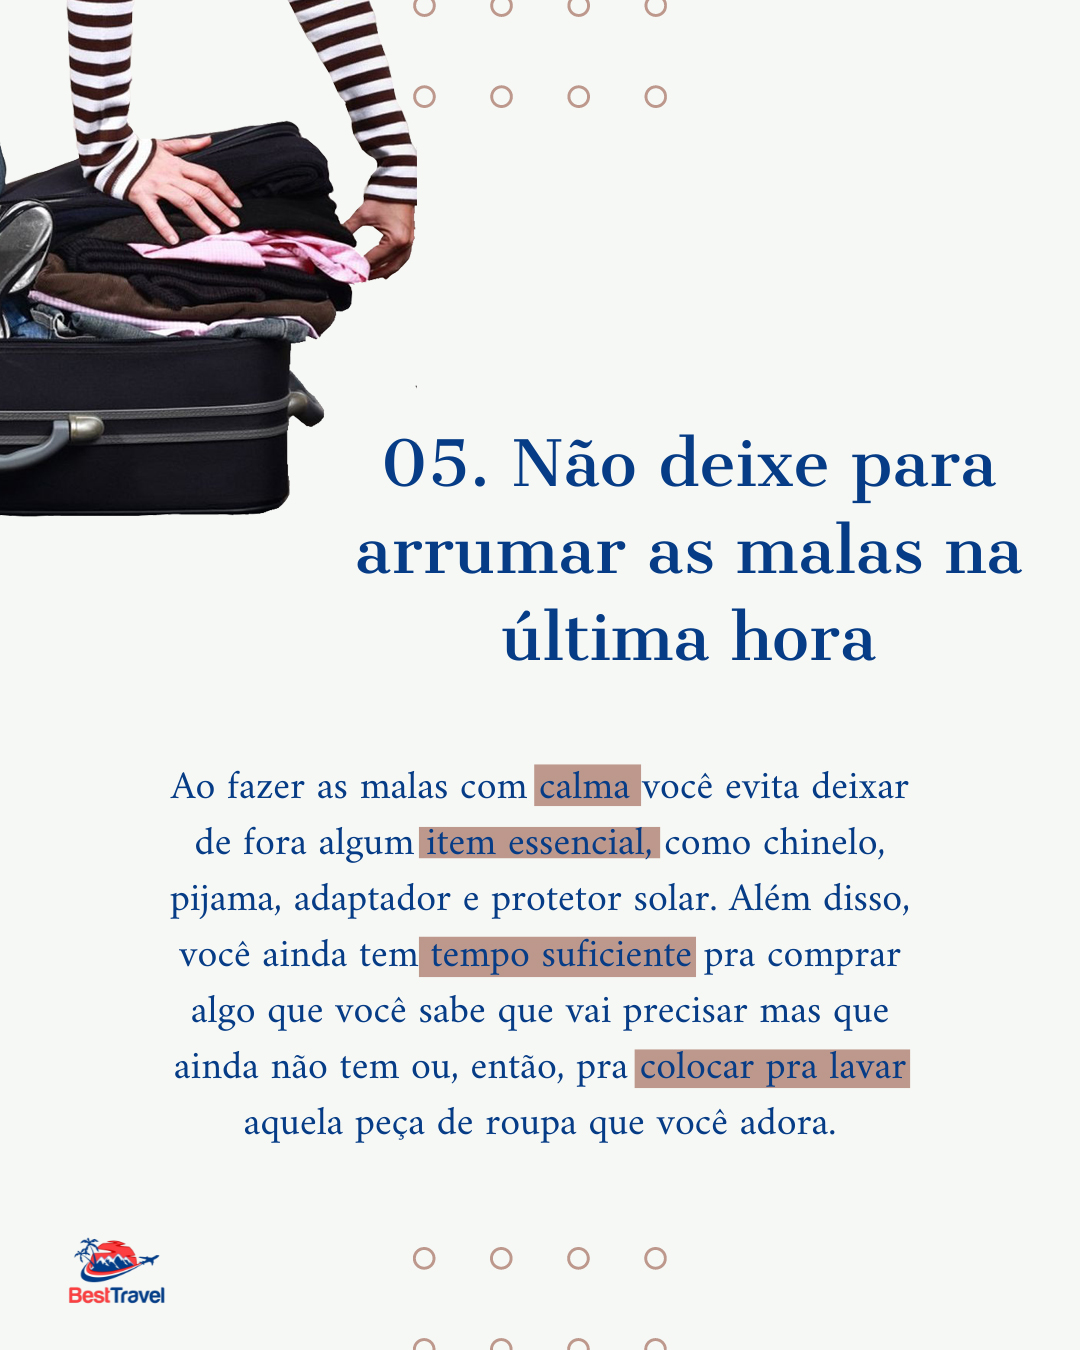 05. Não deixe para
arrumar as malas na
última hora
Ao fazer as malas com calma você evita deixar
de fora algum item essencial, como chinelo,
pijama, adaptador e protetor solar. Além disso,
você ainda tem tempo suficiente pra comprar
algo que você sabe que vai precisar mas que
ainda não tem ou, então, pra colocar pra lavar
aquela peça de roupa que você adora.
BestTravel